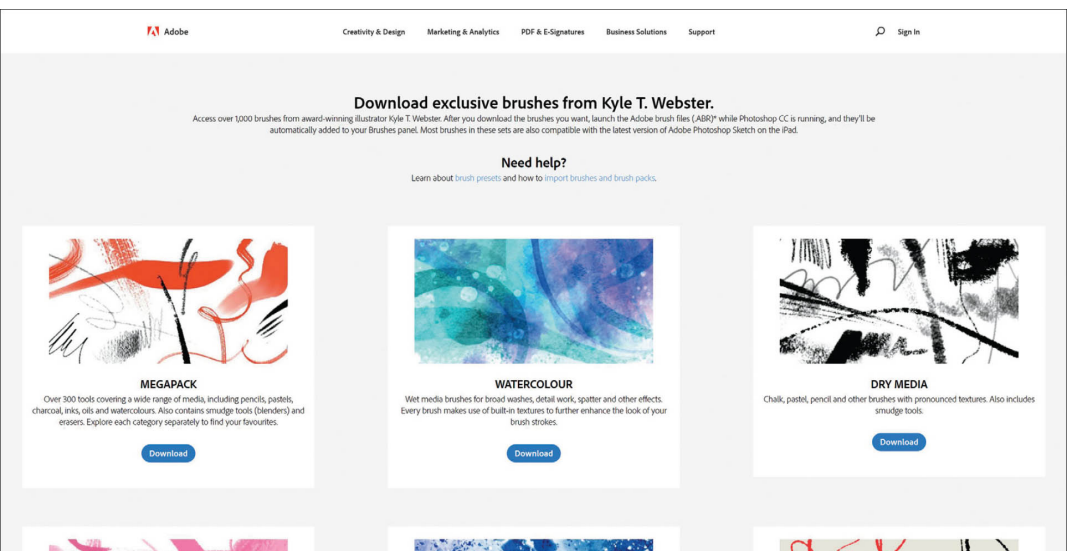 Adobe
Creativity & Design
Marketing & Analytics
PDF & E-Signatures
Business Solutions
Support
Sign In
Download exclusive brushes from Kyle T. Webster.
Access over 1,000 brushes from award-winning illustrator Kyle T. Webster. After you download the brushes you want, launch the Adobe brush files (.ABR)* while Photoshop CC is running, and they'll be
automatically added to your Brushes panel. Most brushes in these sets are also compatible with the latest version of Adobe Photoshop Sketch on the iPad.
Need help?
Learn about brush presets and how to import brushes and brush packs.
MEGAPACK
Over 300 tools covering a wide range of media, including pencils, pastels,
charcoal, inks, oils and watercolours. Also contains smudge tools (blenders) and
erasers. Explore each category separately to find your favourites.
Download
WATERCOLOUR
Wet media brushes for broad washes, detail work, spatter and other effects.
Every brush makes use of built-in textures to further enhance the look of your
brush strokes.
Download
DRY MEDIA
Chalk, pastel, pencil and other brushes with pronounced textures. Also includes
smudge tools.
Download